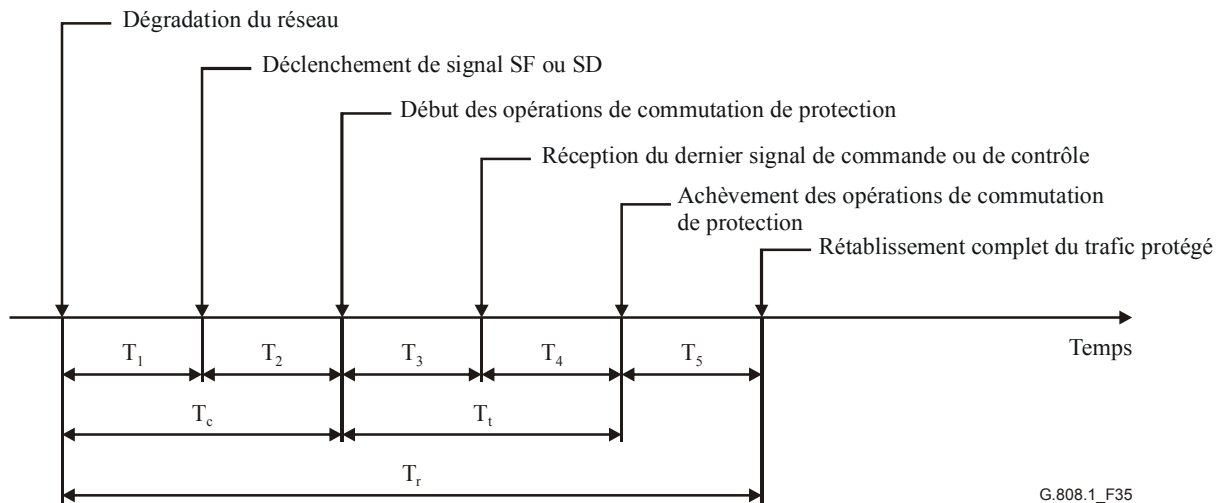 Dégradation du réseau
Déclenchement de signal SF ou SD
Début des opérations de commutation de protection
Réception du dernier signal de commande ou de contrôle
Achèvement des opérations de commutation
de protection
Rétablissement complet du trafic protégé
Temps
T1 T2 T3 T4 T5
Tc Tt
Tr
G.808.1_F35